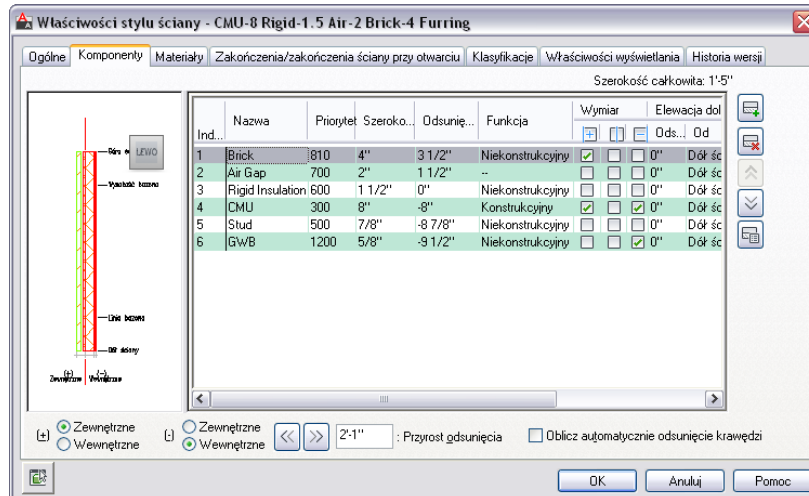 Właściwości stylu ściany - CMU-8 Rigid-1.5 Air-2 Brick-4 Furring
Ogólne Komponenty Materiały Zakończenia/zakończenia ściany przy otwarciu Klasyfikacje Właściwości wyświetlania Historia wersji
Szerokość całkowita: 1'-5"
Ind... Nazwa Priorytet Szeroko... Odsunię... Funkcja Wymiar Elewacja dol
Ods... Od
1 Brick 810 4" 3 1/2" Niekonstrukcyjny 0" Dół śc
2 Air Gap 700 2" 1 1/2" -- 0" Dół śc
3 Rigid Insulation 600 1 1/2" 0" Niekonstrukcyjny 0" Dół śc
4 CMU 300 8" -8" Konstrukcyjny 0" Dół śc
5 Stud 500 7/8" -8 7/8" Niekonstrukcyjny 0" Dół śc
6 GWB 1200 5/8" -9 1/2" Niekonstrukcyjny 0" Dół śc
LEWO
Wysokość bazowa
Linia bazowa
Dół ściany
(+) (-)
Zewnętrzne Wewnętrzne
(+) Zewnętrzne
Wewnętrzne
(-) Zewnętrzne
Wewnętrzne
2'-1" : Przyrost odsunięcia
Oblicz automatycznie odsunięcie krawędzi
OK Anuluj Pomoc